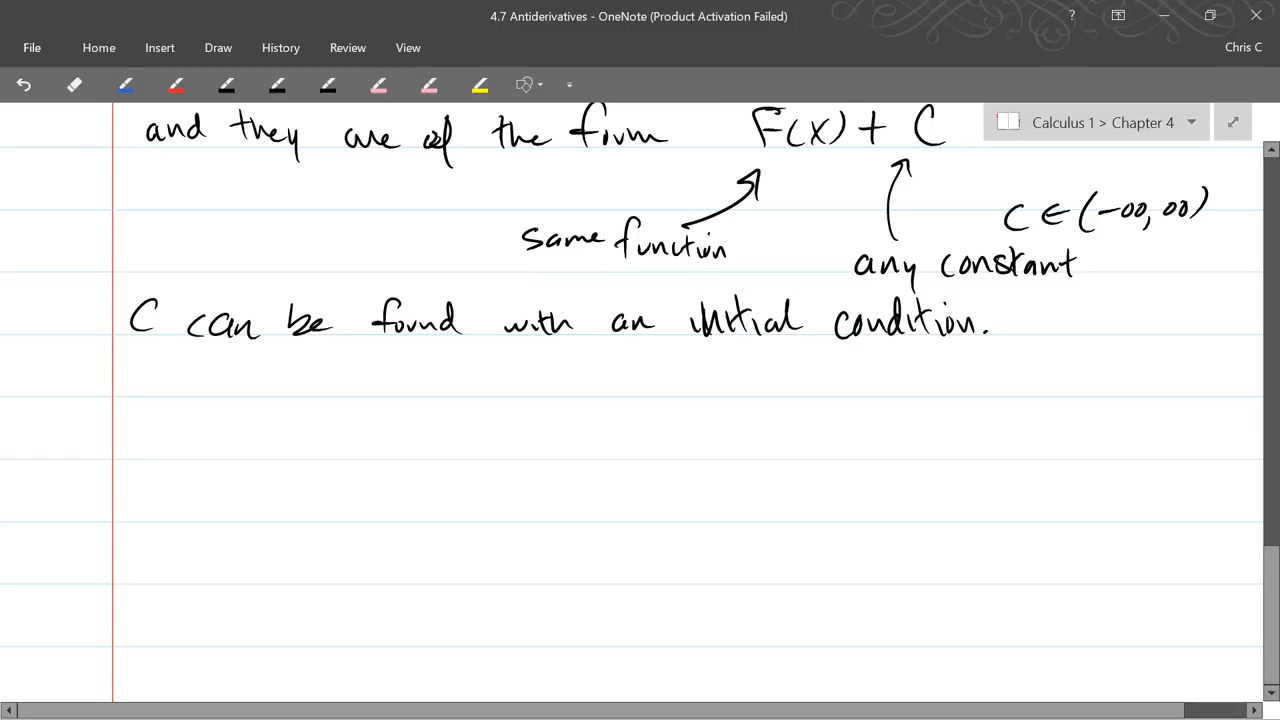 4.7 Antiderivatives - OneNote (Product Activation Failed)
?
File Home Insert Draw History Review View Chris C
Calculus 1 > Chapter 4
and they are of the form F(x) + C
C ∈ (-∞, ∞)
same function
any constant
C can be found with an initial condition.